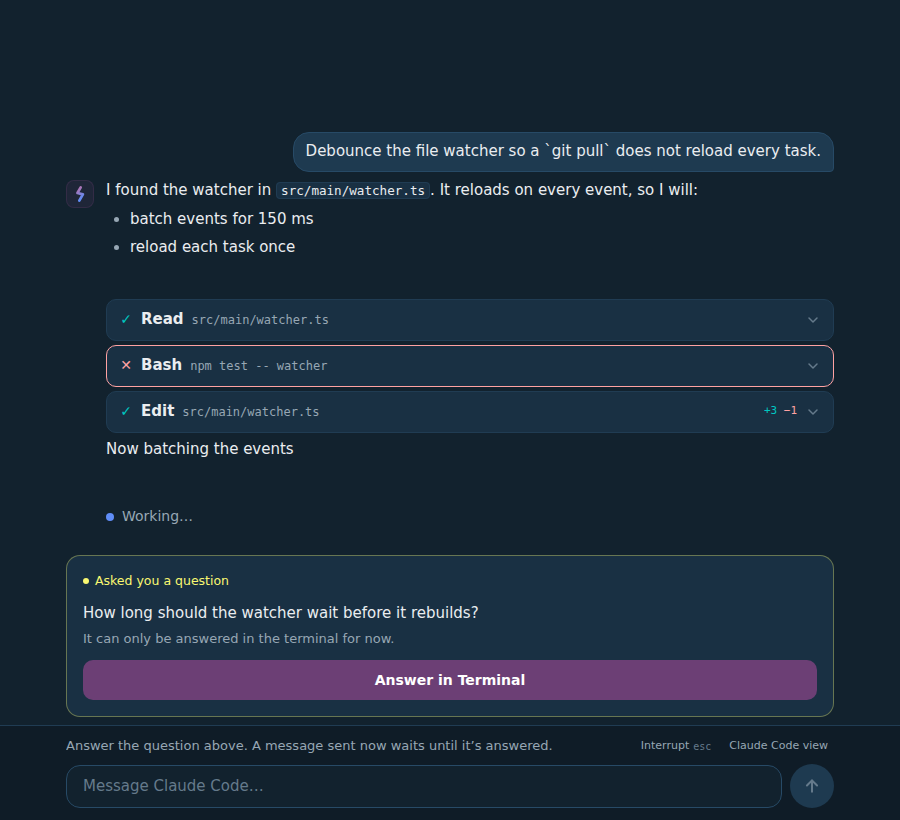 Debounce the file watcher so a `git pull` does not reload every task.
I found the watcher in src/main/watcher.ts. It reloads on every event, so I will:
batch events for 150 ms
reload each task once
Read src/main/watcher.ts
Bash npm test -- watcher
Edit src/main/watcher.ts +3 −1
Now batching the events
Working…
Asked you a question
How long should the watcher wait before it rebuilds?
It can only be answered in the terminal for now.
Answer in Terminal
Answer the question above. A message sent now waits until it’s answered. Interrupt esc Claude Code view
Message Claude Code…